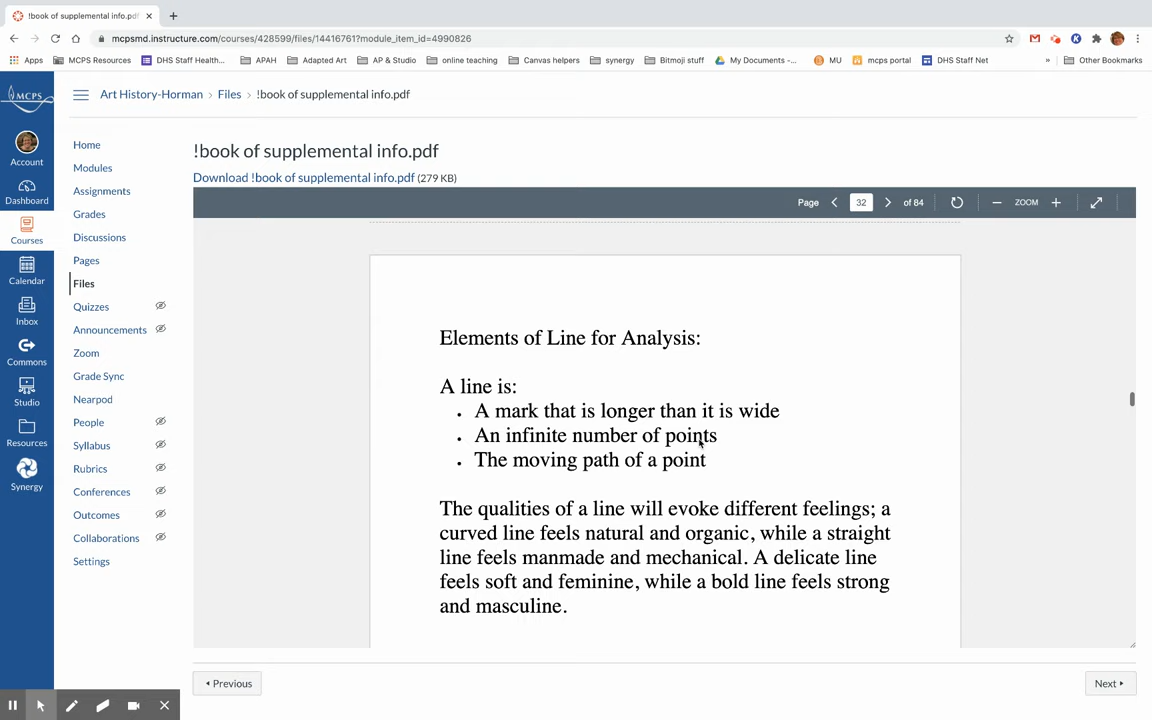 !book of supplemental info.pdf
mcpsmd.instructure.com/courses/428599/files/14416761?module_item_id=4990826
Apps
MCPS Resources
DHS Staff Health...
APAH
Adapted Art
AP & Studio
online teaching
Canvas helpers
synergy
Bitmoji stuff
My Documents –...
MU
mcps portal
DHS Staff Net
»
Other Bookmarks
MCPS
Art History-Horman > Files > !book of supplemental info.pdf
Account
Dashboard
Courses
Calendar
Inbox
Commons
Studio
Resources
Synergy
Home
Modules
Assignments
Grades
Discussions
Pages
Files
Quizzes
Announcements
Zoom
Grade Sync
Nearpod
People
Syllabus
Rubrics
Conferences
Outcomes
Collaborations
Settings
!book of supplemental info.pdf
Download !book of supplemental info.pdf (279 KB)
Page 32 of 84 ZOOM
Elements of Line for Analysis:
A line is:
• A mark that is longer than it is wide
• An infinite number of points
• The moving path of a point
The qualities of a line will evoke different feelings; a
curved line feels natural and organic, while a straight
line feels manmade and mechanical. A delicate line
feels soft and feminine, while a bold line feels strong
and masculine.
Previous
Next